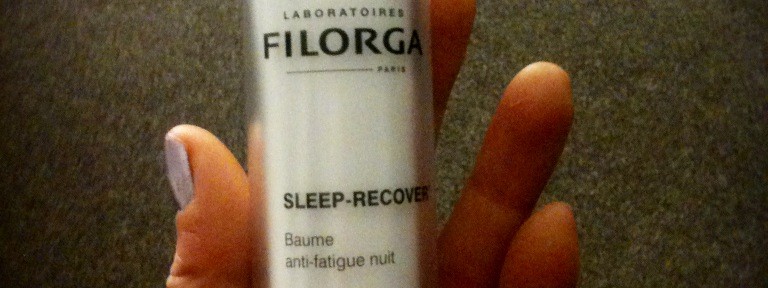 LABORATOIRES
FILORGA
PARIS
SLEEP-RECOVER
Baume
anti-fatigue nuit